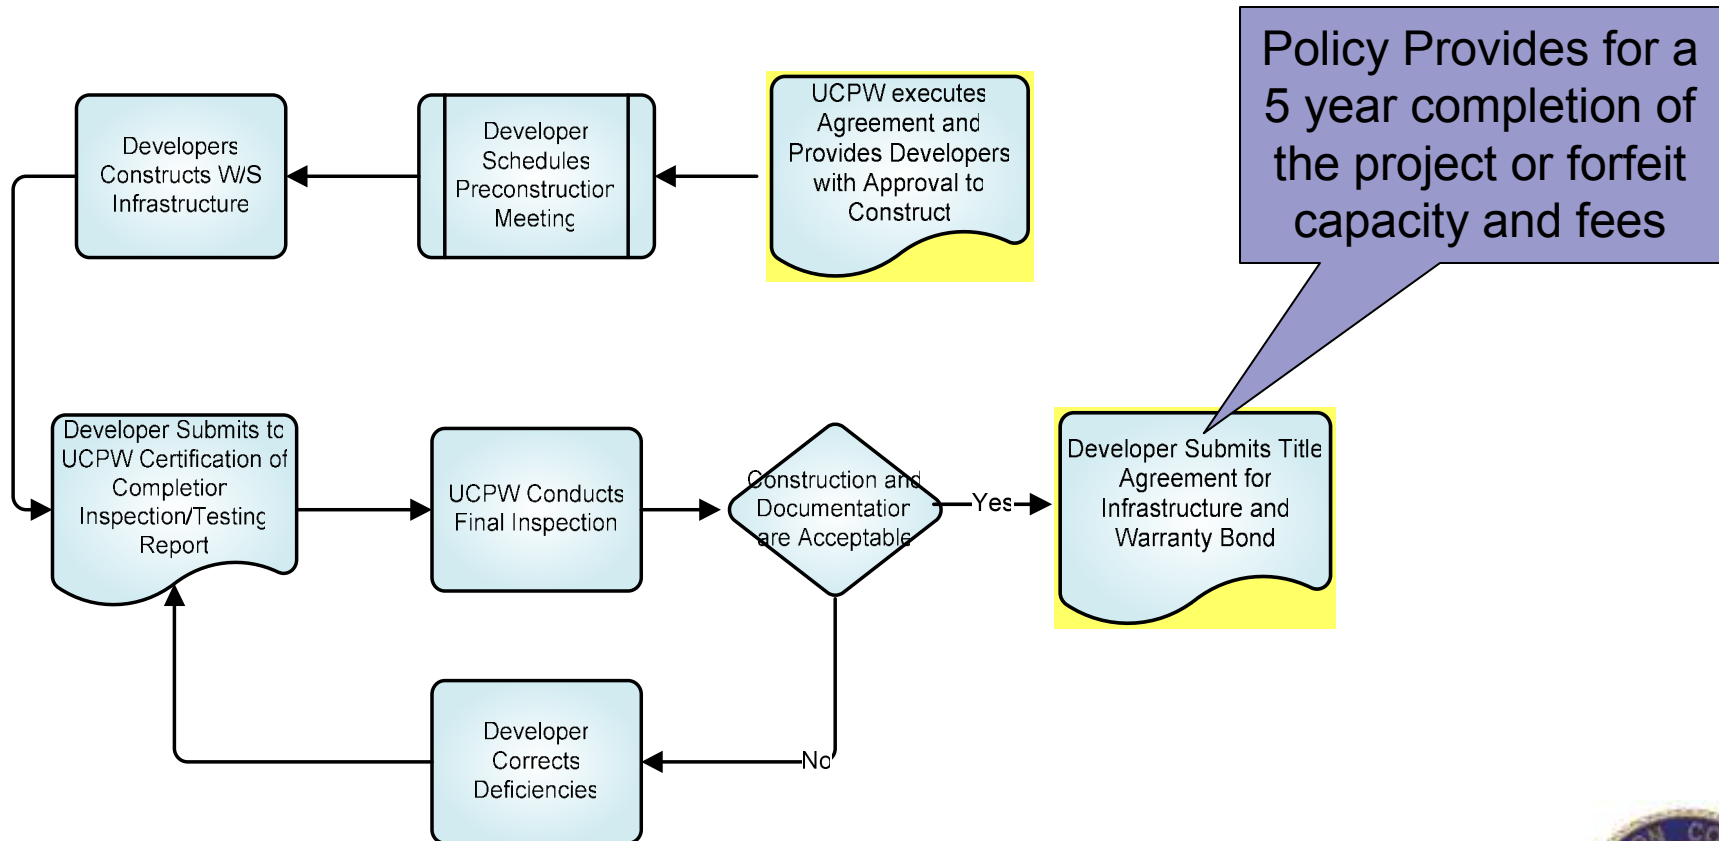 Policy Provides for a
5 year completion of
the project or forfeit
capacity and fees
UCPW executes
Agreement and
Provides Developers
with Approval to
Construct
Developer
Schedules
Preconstruction
Meeting
Developers
Constructs W/S
Infrastructure
Developer Submits to
UCPW Certification of
Completion
Inspection/Testing
Report
UCPW Conducts
Final Inspection
Construction and
Documentation
are Acceptable
Yes
Developer Submits Title
Agreement for
Infrastructure and
Warranty Bond
No
Developer
Corrects
Deficiencies